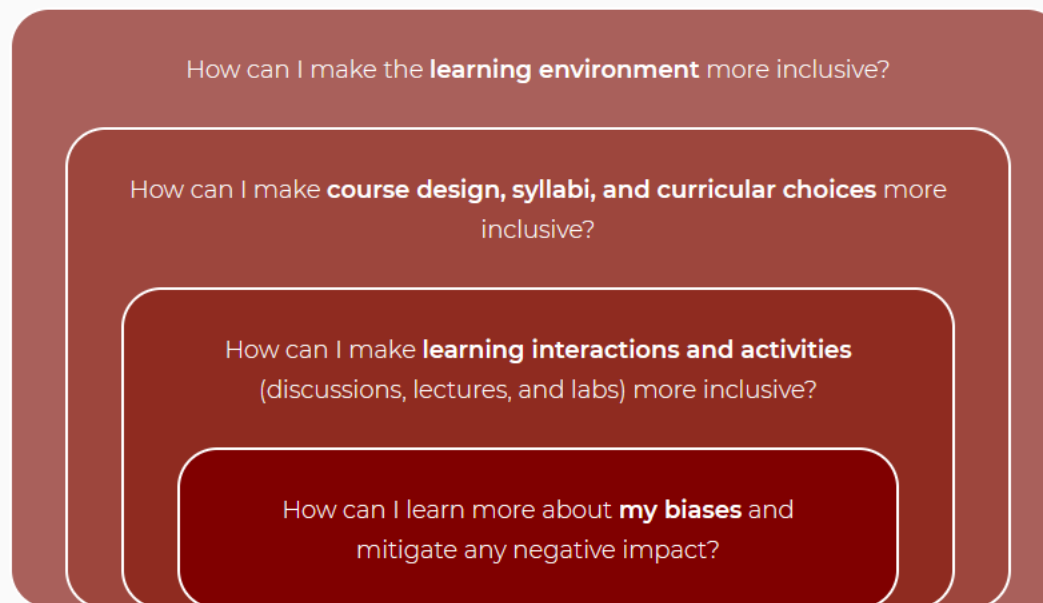 How can I make the learning environment more inclusive?
How can I make course design, syllabi, and curricular choices more
inclusive?
How can I make learning interactions and activities
(discussions, lectures, and labs) more inclusive?
How can I learn more about my biases and
mitigate any negative impact?